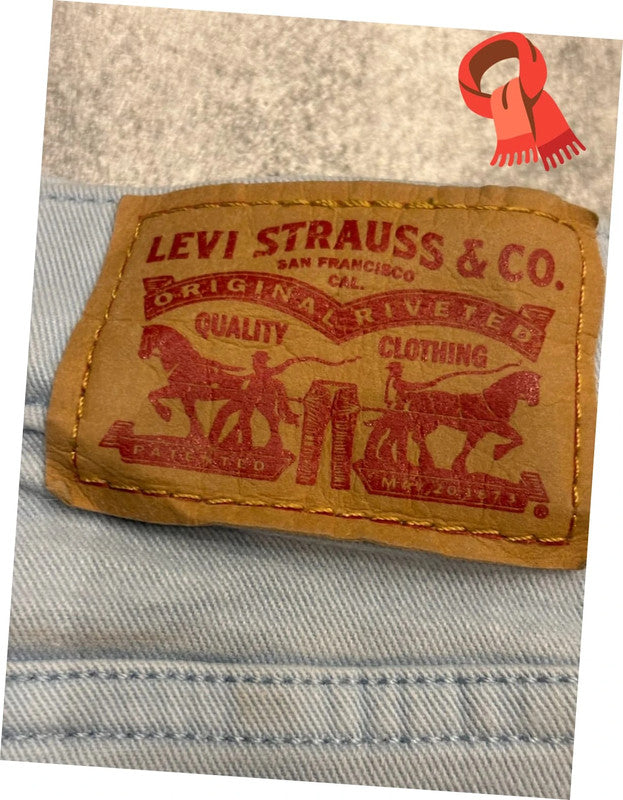 LEVI STRAUSS & CO.
SAN FRANCISCO
CAL.
ORIGINAL RIVETED
QUALITY CLOTHING
PATENTED MAY 20 1873
®